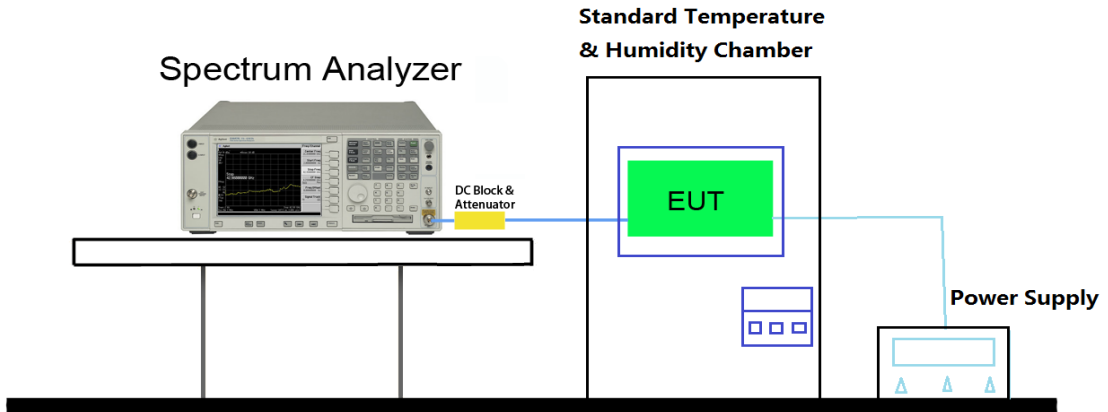 Standard Temperature
& Humidity Chamber
Spectrum Analyzer
DC Block &
Attenuator
EUT
Power Supply